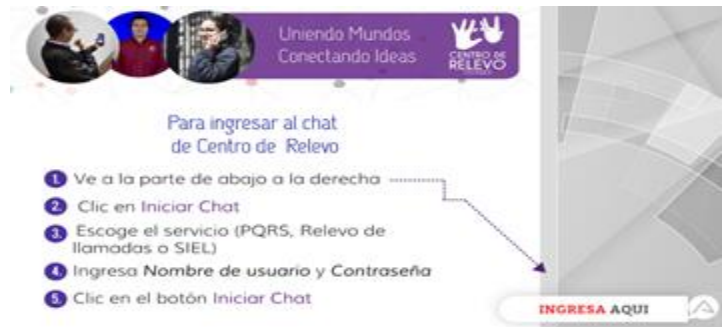 Uniendo Mundos
Conectando Ideas
CENTRO DE
RELEVO
Para ingresar al chat
de Centro de Relevo
1. Ve a la parte de abajo a la derecha
2. Clic en Iniciar Chat
3. Escoge el servicio (PQRS, Relevo de
llamadas o SIEL)
4. Ingresa Nombre de usuario y Contraseña
5. Clic en el botón Iniciar Chat
INGRESA AQUI